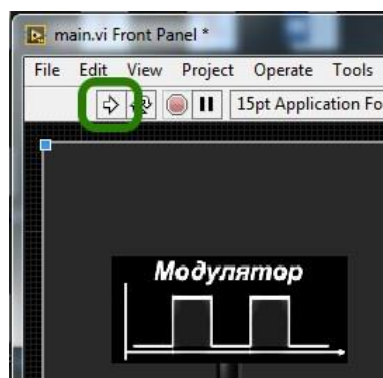 main.vi Front Panel *
File Edit View Project Operate Tools
15pt Application Fo
Модулятор